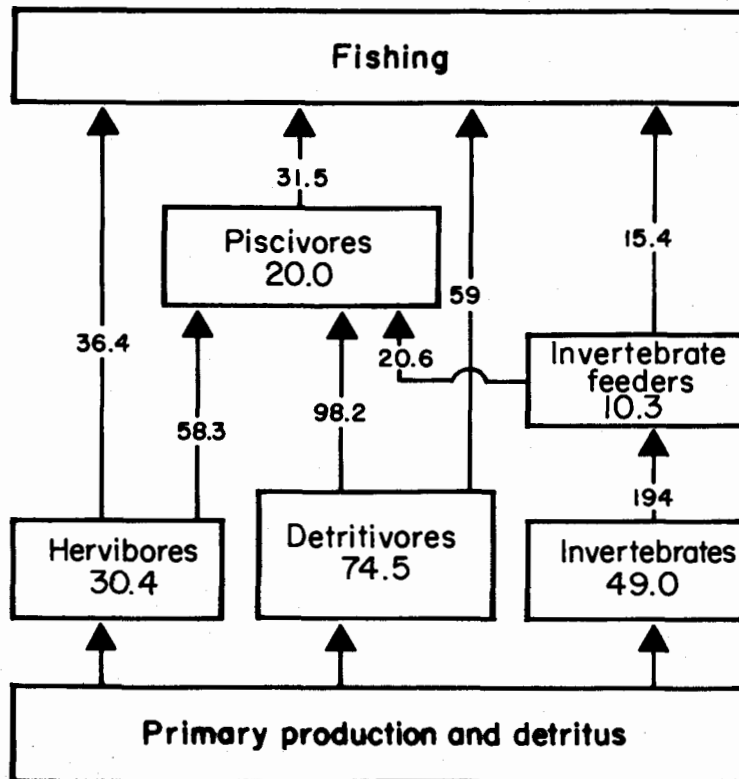 Fishing
31.5
Piscivores
20.0
15.4
59
36.4
20.6
Invertebrate
feeders
10.3
58.3
98.2
194
Hervibores
30.4
Detritivores
74.5
Invertebrates
49.0
Primary production and detritus